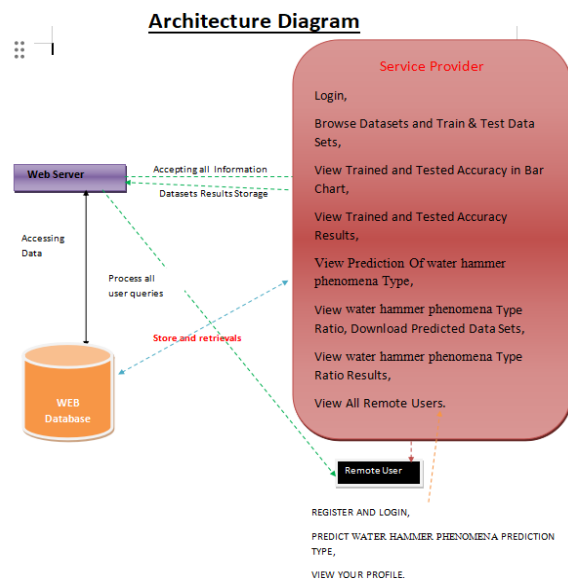 Architecture Diagram
Service Provider
Login,
Browse Datasets and Train & Test Data
Sets,
View Trained and Tested Accuracy in Bar
Chart,
View Trained and Tested Accuracy
Results,
View Prediction Of water hammer
phenomena Type,
View water hammer phenomena Type
Ratio, Download Predicted Data Sets,
View water hammer phenomena Type
Ratio Results,
View All Remote Users.
Web Server
Accepting all Information
Datasets Results Storage
Accessing
Data
Process all
user queries
Store and retrievals
WEB
Database
Remote User
REGISTER AND LOGIN,
PREDICT WATER HAMMER PHENOMENA PREDICTION
TYPE,
VIEW YOUR PROFILE.